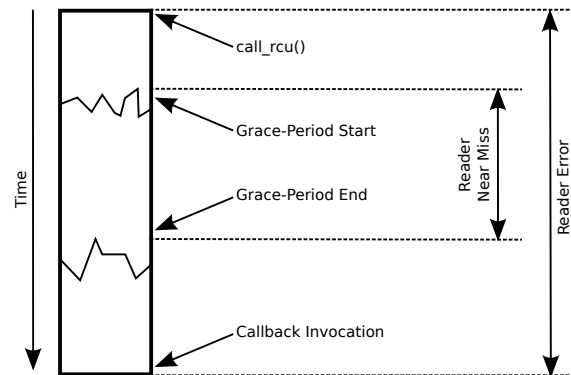 call_rcu()
Grace-Period Start
Reader
Near Miss
Reader Error
Time
Grace-Period End
Callback Invocation